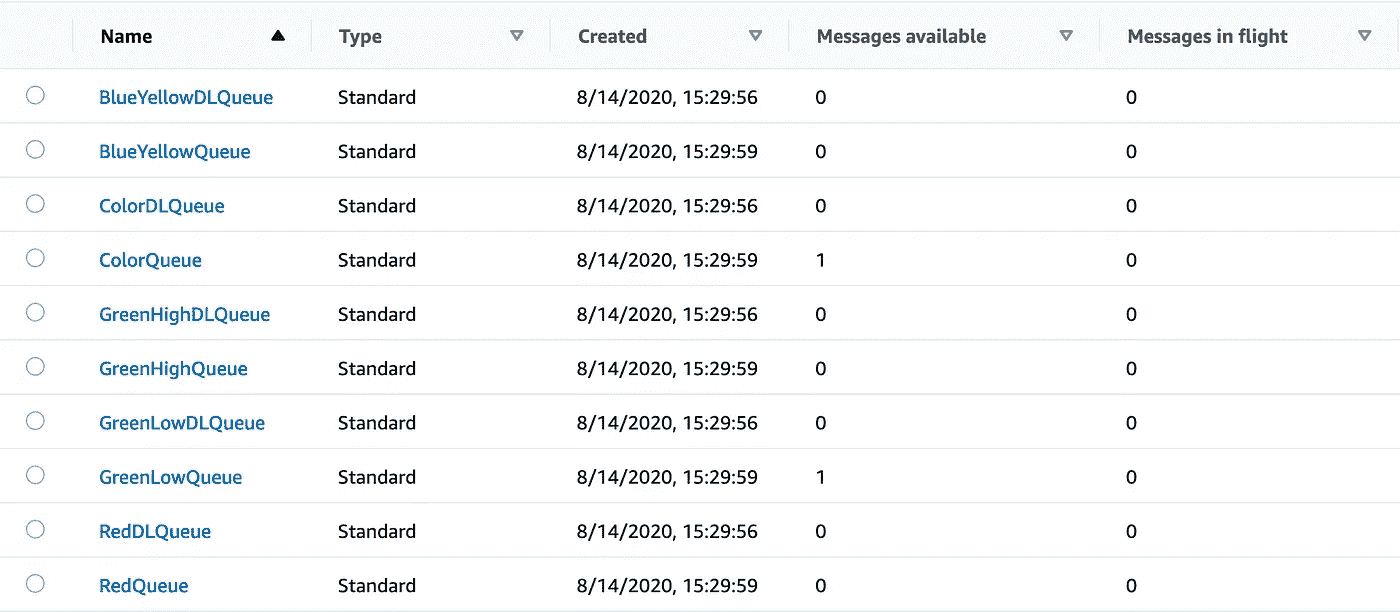 Name Type Created Messages available Messages in flight
BlueYellowDLQueue Standard 8/14/2020, 15:29:56 0 0
BlueYellowQueue Standard 8/14/2020, 15:29:59 0 0
ColorDLQueue Standard 8/14/2020, 15:29:56 0 0
ColorQueue Standard 8/14/2020, 15:29:59 1 0
GreenHighDLQueue Standard 8/14/2020, 15:29:56 0 0
GreenHighQueue Standard 8/14/2020, 15:29:59 0 0
GreenLowDLQueue Standard 8/14/2020, 15:29:56 0 0
GreenLowQueue Standard 8/14/2020, 15:29:59 1 0
RedDLQueue Standard 8/14/2020, 15:29:56 0 0
RedQueue Standard 8/14/2020, 15:29:59 0 0